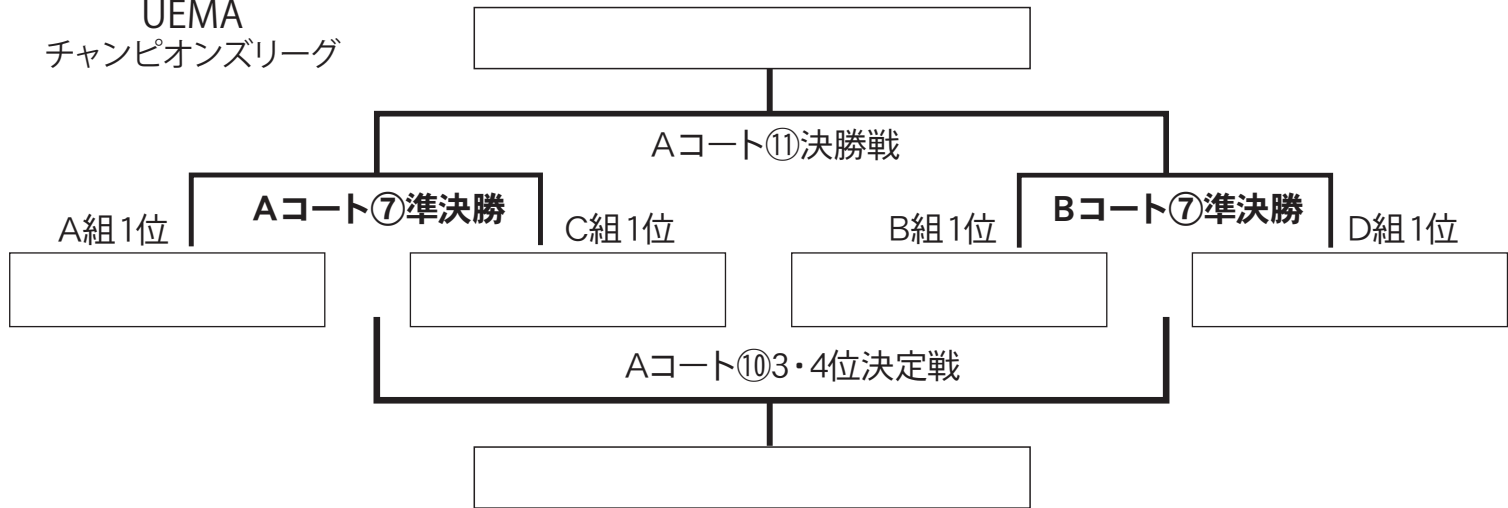 UEMA
チャンピオンズリーグ
Aコート⑪決勝戦
Aコート⑦準決勝
Bコート⑦準決勝
A組1位
C組1位
B組1位
D組1位
Aコート⑩3・4位決定戦